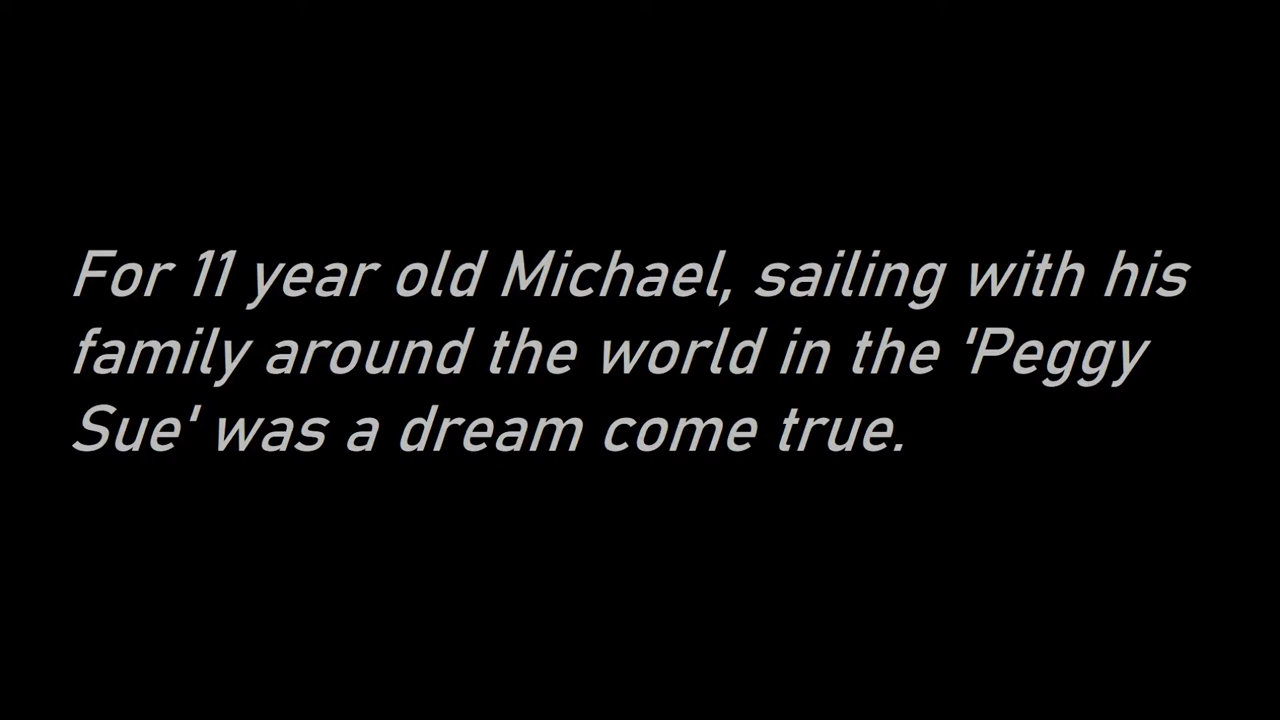 For 11 year old Michael, sailing with his
family around the world in the 'Peggy
Sue' was a dream come true.